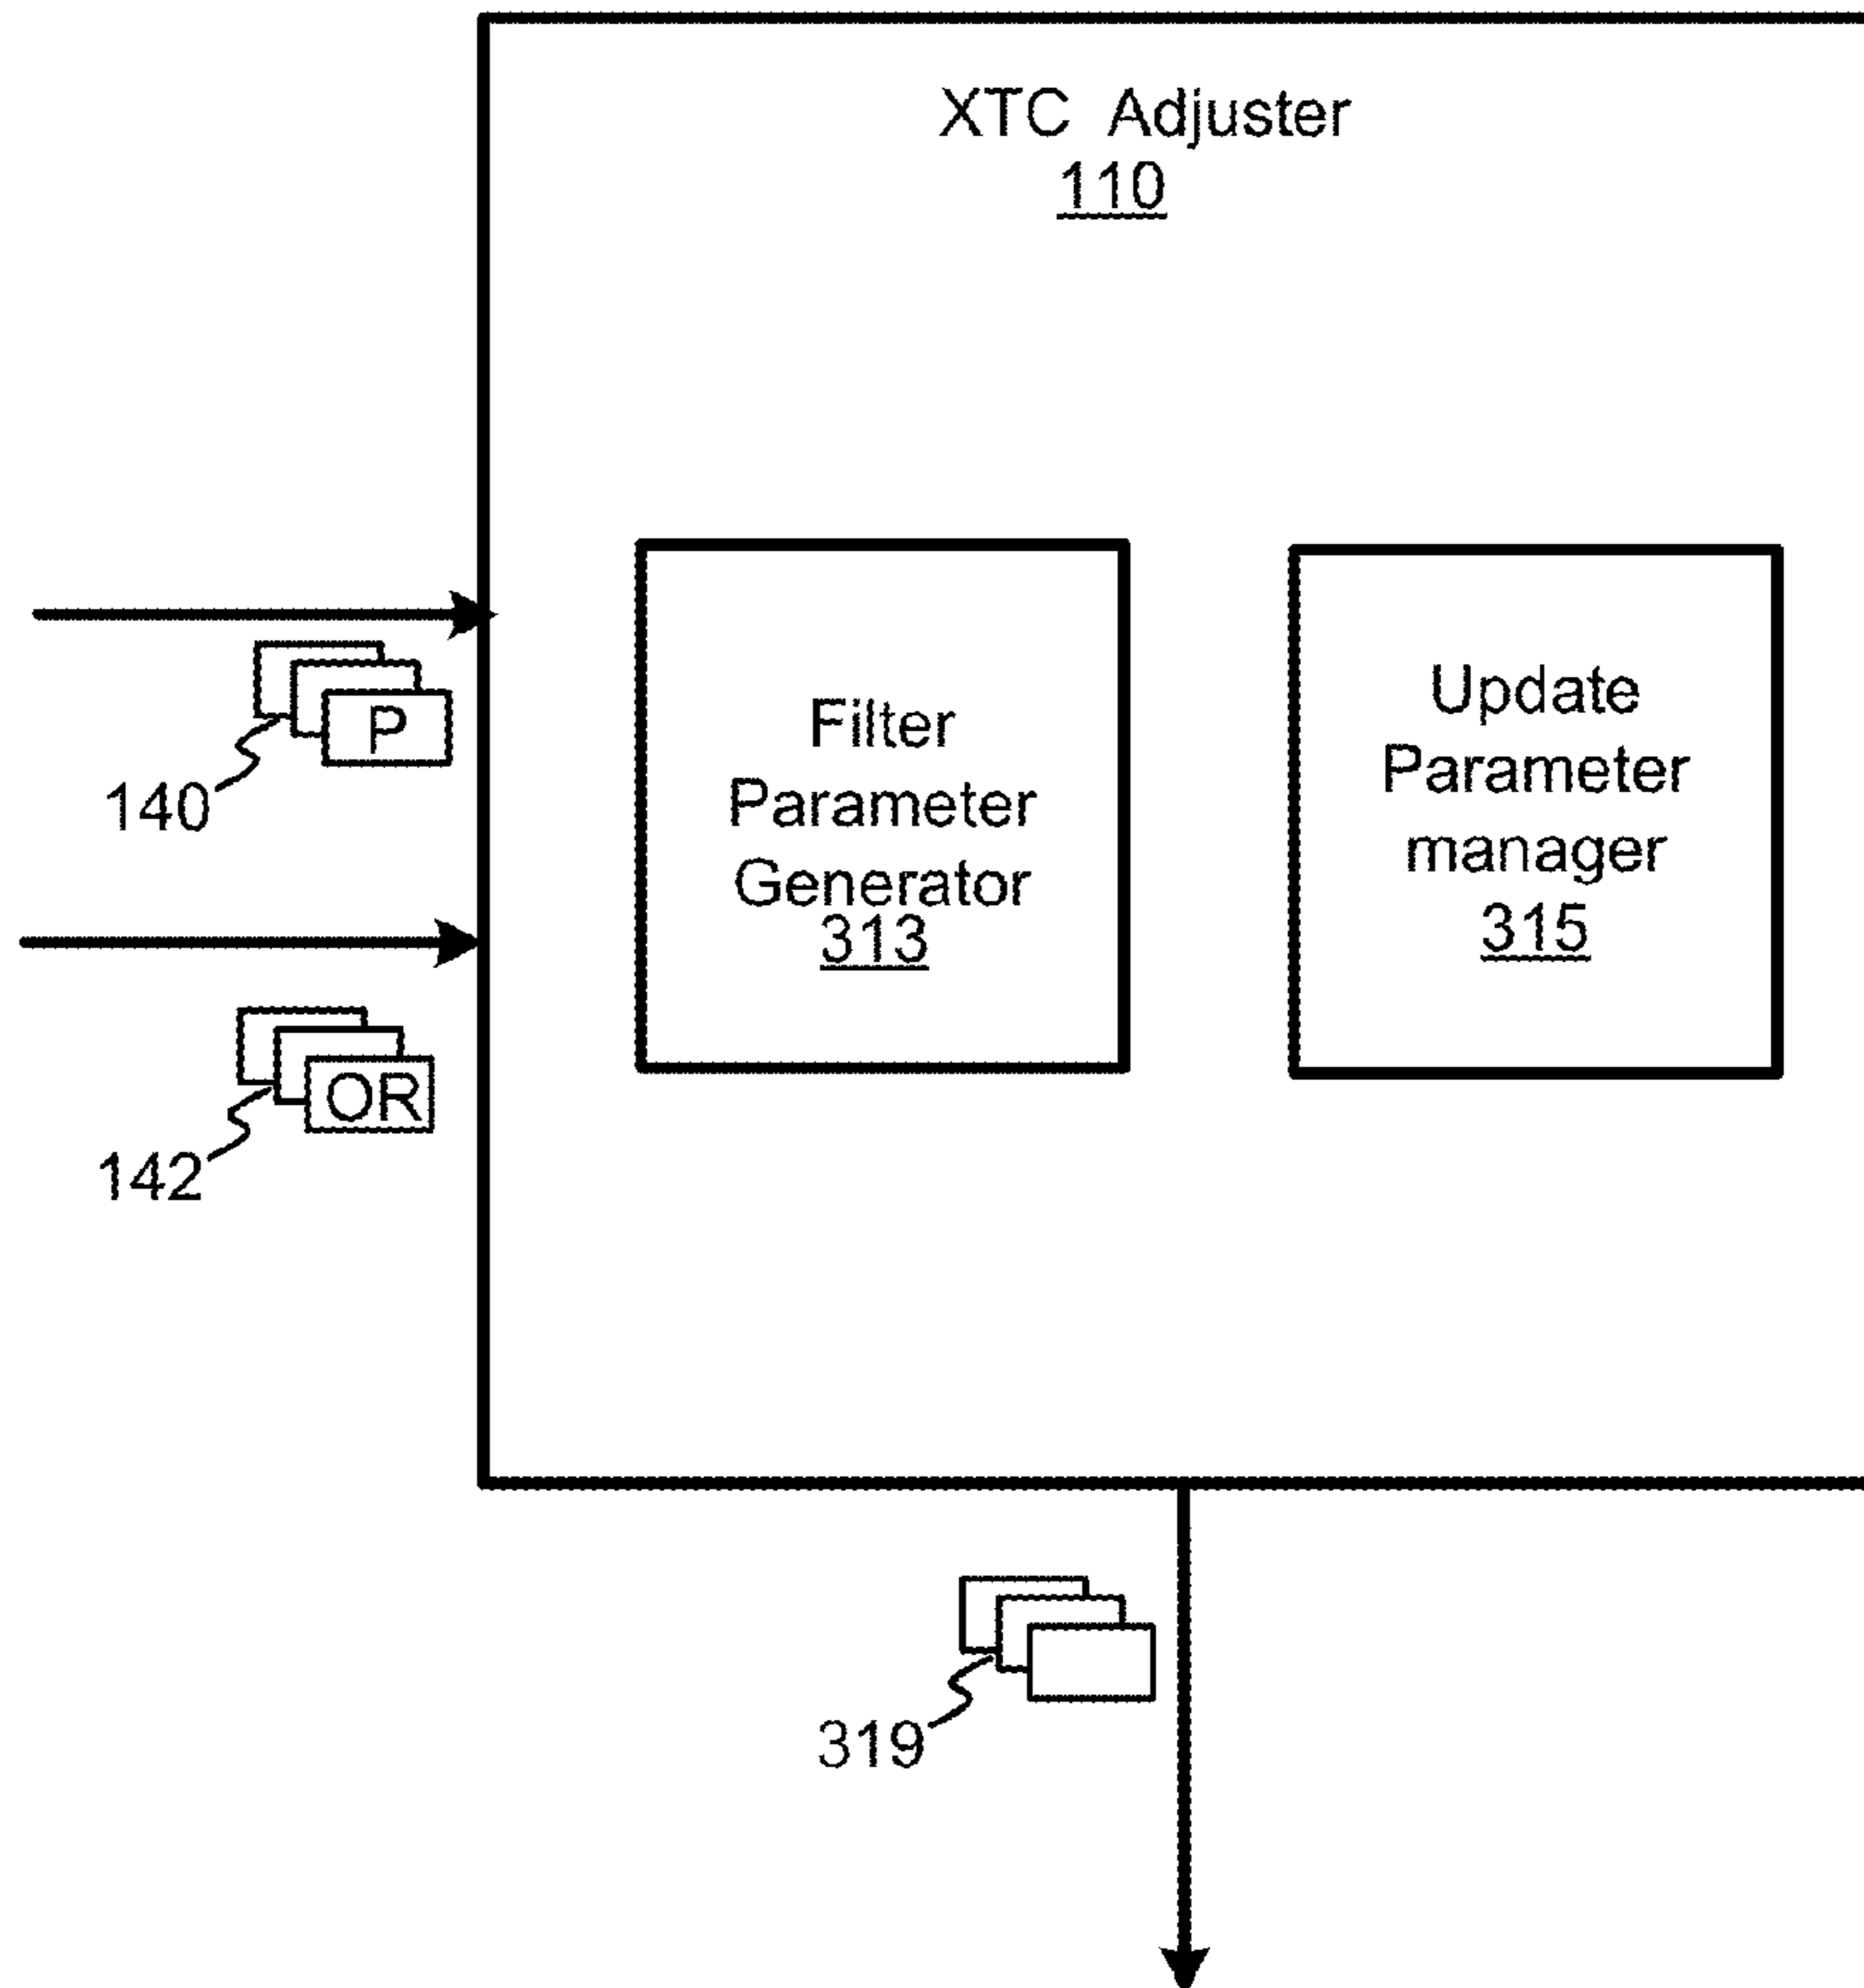 XTC Adjuster
110
P
140
OR
142
Filter
Parameter
Generator
313
Update
Parameter
manager
315
319